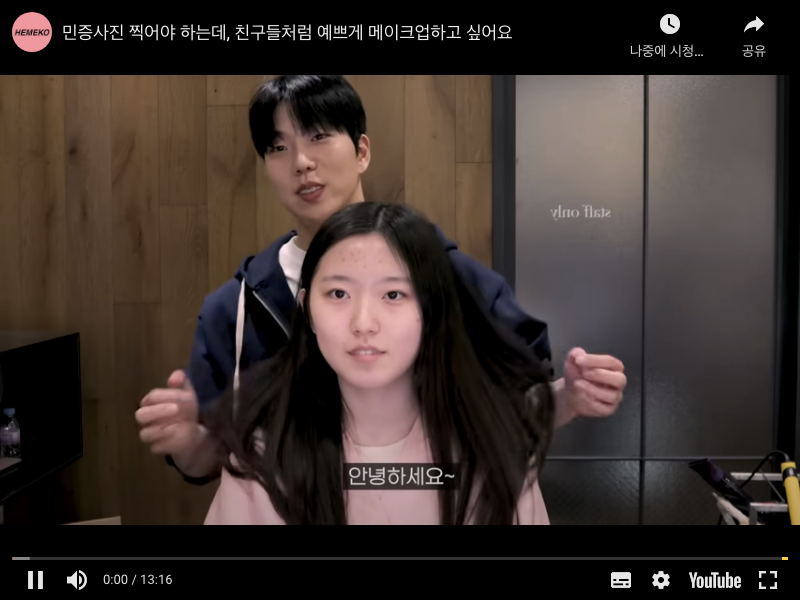 HEMEKO
민증사진 찍어야 하는데, 친구들처럼 예쁘게 메이크업하고 싶어요
나중에 시청...
공유
staff only
안녕하세요~
0:00 / 13:16
YouTube